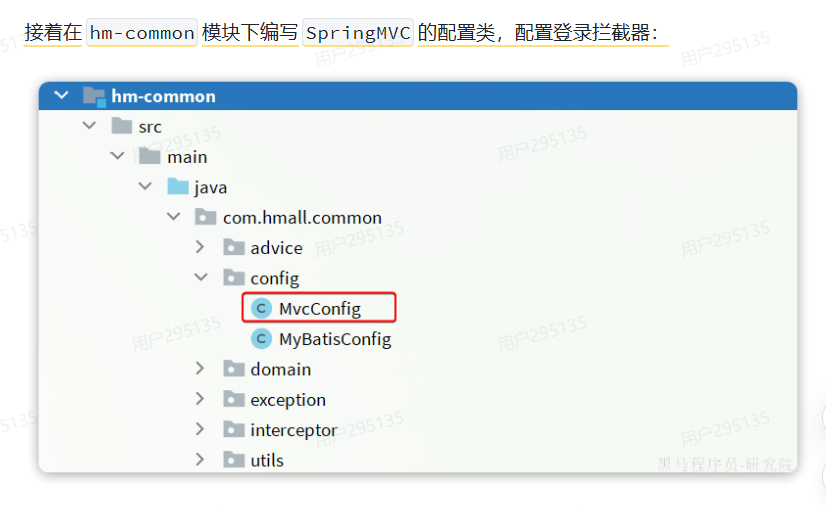 接着在 hm-common 模块下编写 SpringMVC 的配置类，配置登录拦截器：
hm-common
src
main
java
com.hmall.common
advice
config
C MvcConfig
C MyBatisConfig
domain
exception
interceptor
utils
黑马程序员-研究院
用户295135
用户295135
用户295135
用户295135
用户295135
用户295135
用户295135
用户295135
用户295135